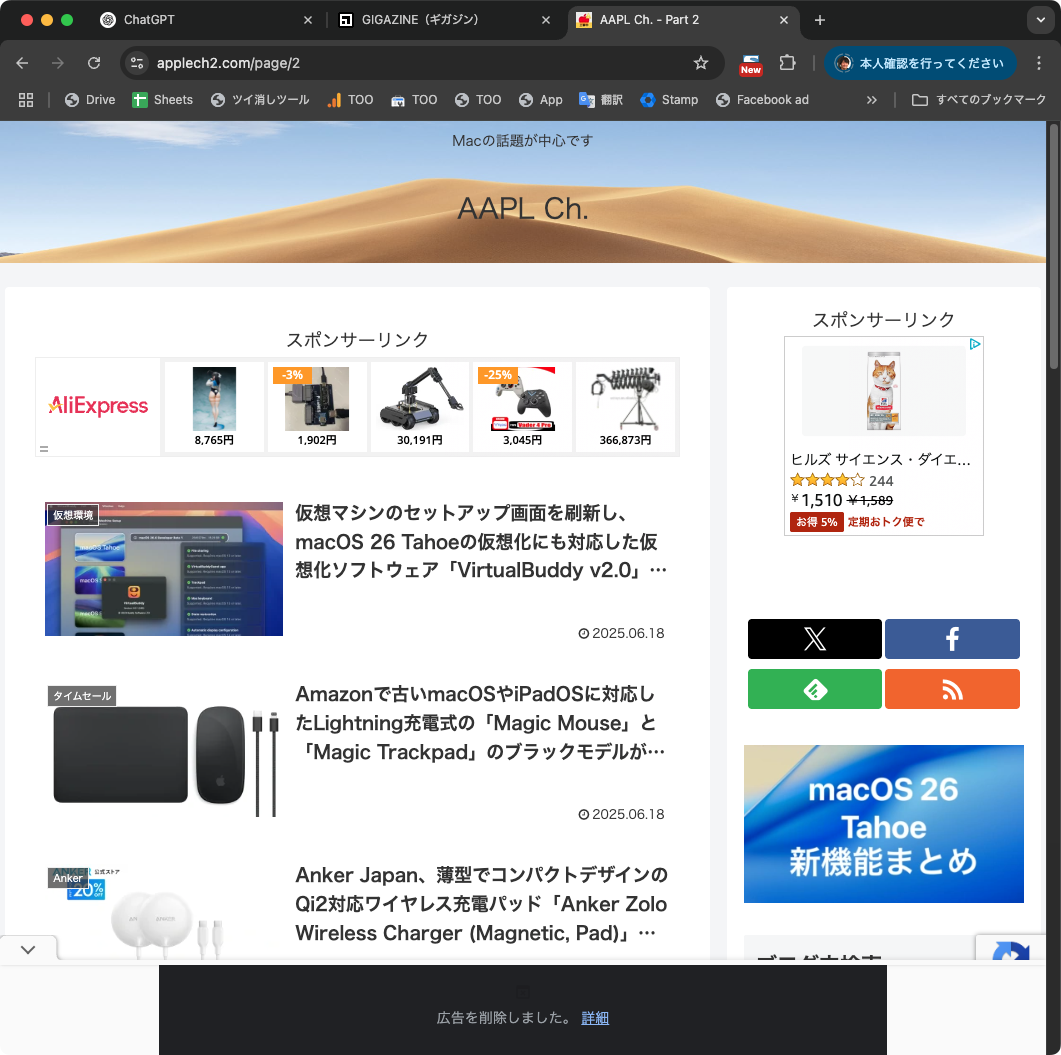 ChatGPT
GIGAZINE（ギガジン）
AAPL Ch. - Part 2
applech2.com/page/2
New
本人確認を行ってください
Drive
Sheets
ツイ消しツール
TOO
TOO
TOO
App
翻訳
Stamp
Facebook ad
»
すべてのブックマーク
Macの話題が中心です
AAPL Ch.
スポンサーリンク
AliExpress
8,765円
-3%
1,902円
30,191円
-25%
3,045円
366,873円
仮想環境
仮想マシンのセットアップ画面を刷新し、
macOS 26 Tahoeの仮想化にも対応した仮
想化ソフトウェア「VirtualBuddy v2.0」…
2025.06.18
タイムセール
Amazonで古いmacOSやiPadOSに対応し
たLightning充電式の「Magic Mouse」と
「Magic Trackpad」のブラックモデルが…
2025.06.18
Anker
公式ストア
20%
Anker Japan、薄型でコンパクトデザインの
Qi2対応ワイヤレス充電パッド「Anker Zolo
Wireless Charger (Magnetic, Pad)」…
スポンサーリンク
ヒルズ サイエンス・ダイエ...
244
¥1,510 ¥1,589
お得 5% 定期おトク便で
macOS 26
Tahoe
新機能まとめ
ブログ内検索
広告を削除しました。 詳細